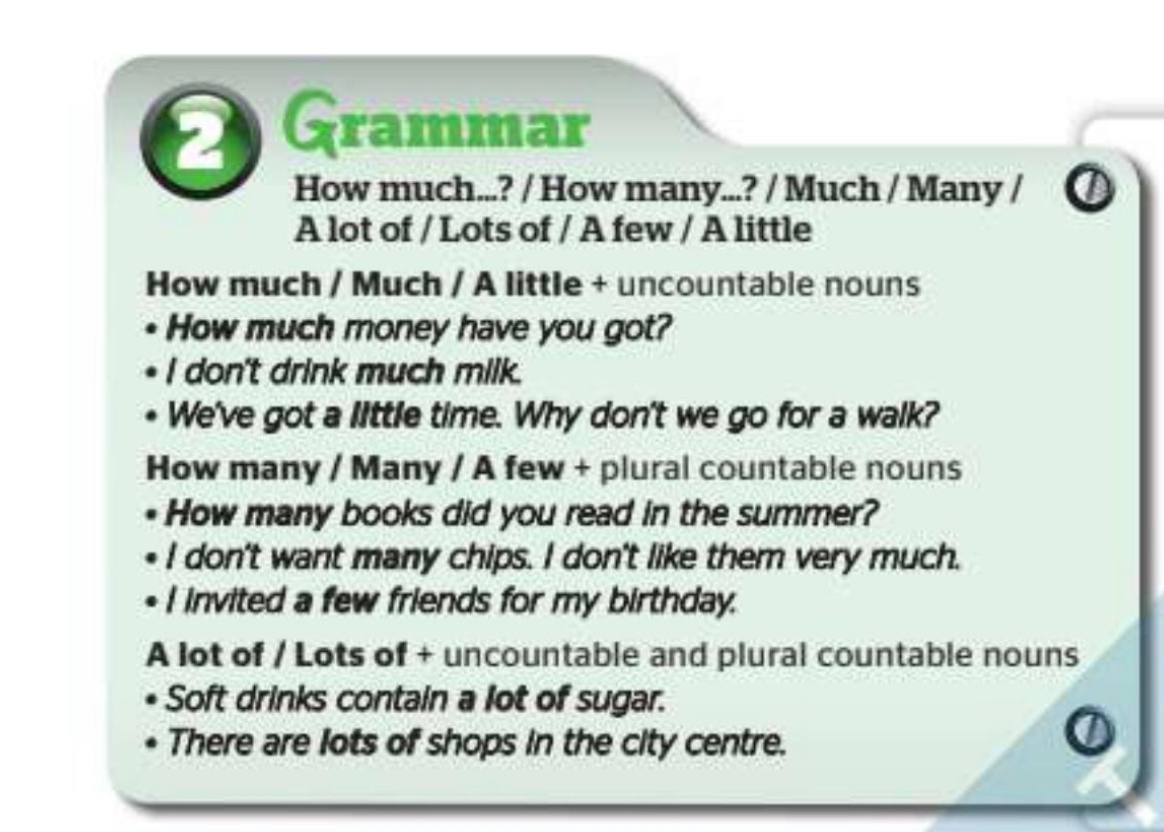 2 Grammar
How much...? / How many...? / Much / Many /
A lot of / Lots of / A few / A little
How much / Much / A little + uncountable nouns
• How much money have you got?
• I don't drink much milk.
• We've got a little time. Why don't we go for a walk?
How many / Many / A few + plural countable nouns
• How many books did you read in the summer?
• I don't want many chips. I don't like them very much.
• I invited a few friends for my birthday.
A lot of / Lots of + uncountable and plural countable nouns
• Soft drinks contain a lot of sugar.
• There are lots of shops in the city centre.